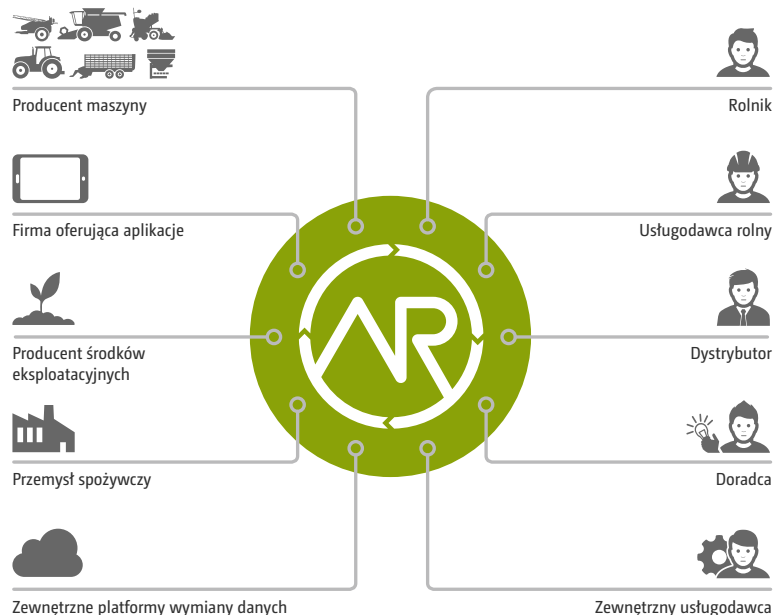 Producent maszyny
Rolnik
Firma oferująca aplikacje
Usługodawca rolny
AR
Producent środków
eksploatacyjnych
Dystrybutor
Przemysł spożywczy
Doradca
Zewnętrzne platformy wymiany danych
Zewnętrzny usługodawca